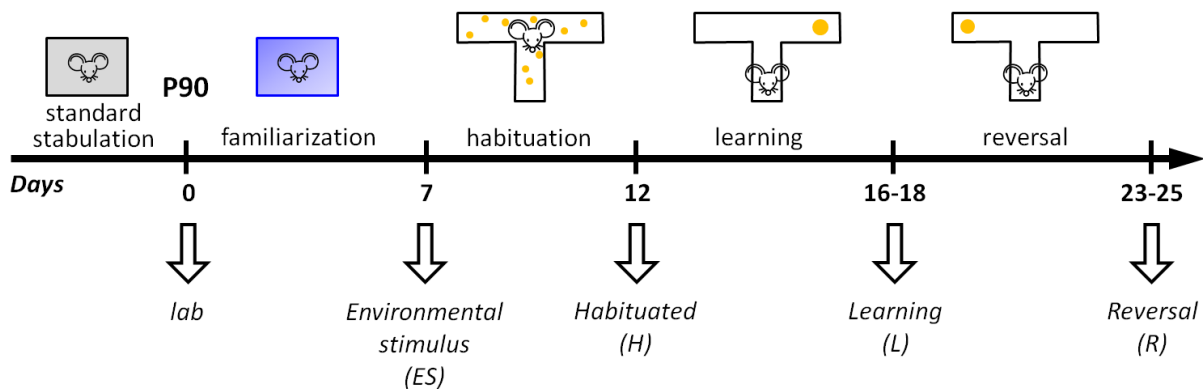 P90
standard
stabulation
familiarization
habituation
learning
reversal
Days
0
7
12
16-18
23-25
lab
Environmental
stimulus
(ES)
Habituated
(H)
Learning
(L)
Reversal
(R)